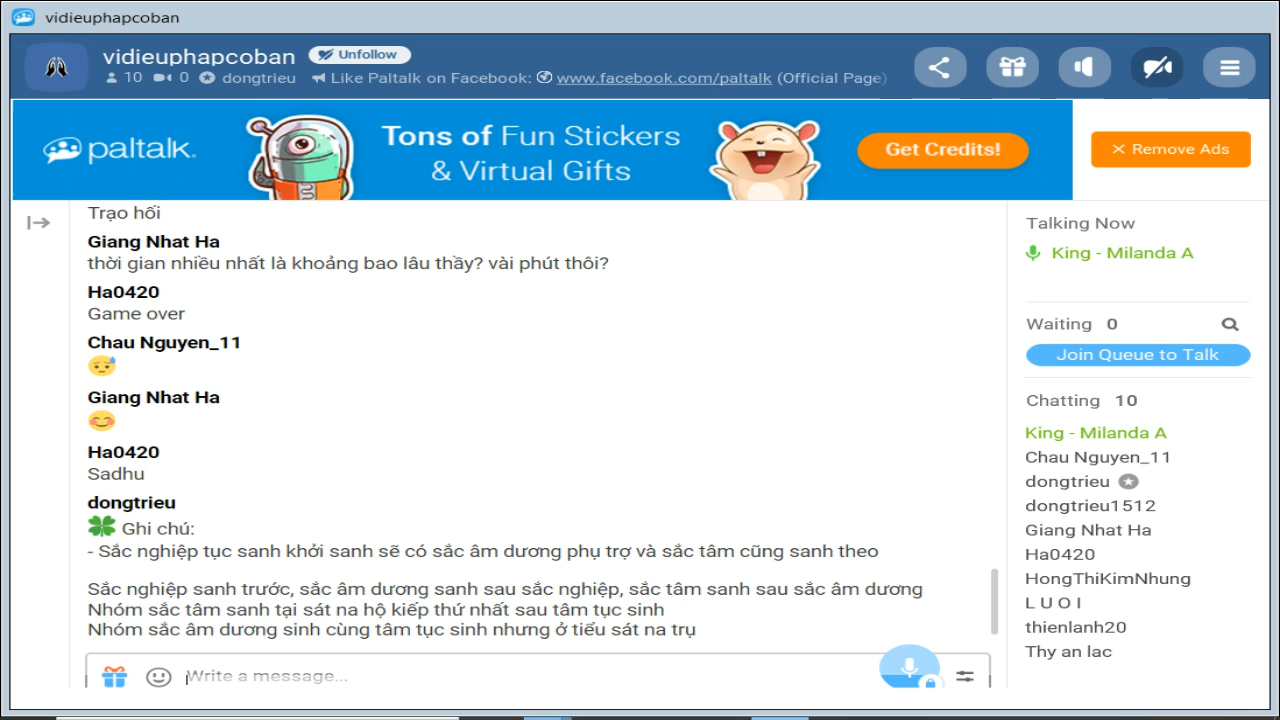 vidieuphapcoban
vidieuphapcoban Unfollow
10 0 dongtrieu Like Paltalk on Facebook: www.facebook.com/paltalk (Official Page)
paltalk.
Tons of Fun Stickers
& Virtual Gifts
Get Credits!
× Remove Ads
Trạo hối
Giang Nhat Ha
thời gian nhiều nhất là khoảng bao lâu thầy? vài phút thôi?
Ha0420
Game over
Chau Nguyen_11
Giang Nhat Ha
Ha0420
Sadhu
dongtrieu
Ghi chú:
- Sắc nghiệp tục sanh khởi sanh sẽ có sắc âm dương phụ trợ và sắc tâm cũng sanh theo
Sắc nghiệp sanh trước, sắc âm dương sanh sau sắc nghiệp, sắc tâm sanh sau sắc âm dương
Nhóm sắc tâm sanh tại sát na hộ kiếp thứ nhất sau tâm tục sinh
Nhóm sắc âm dương sinh cùng tâm tục sinh nhưng ở tiểu sát na trụ
Write a message...
Talking Now
King - Milanda A
Waiting 0
Join Queue to Talk
Chatting 10
King - Milanda A
Chau Nguyen_11
dongtrieu
dongtrieu1512
Giang Nhat Ha
Ha0420
HongThiKimNhung
L U O I
thienlanh20
Thy an lac